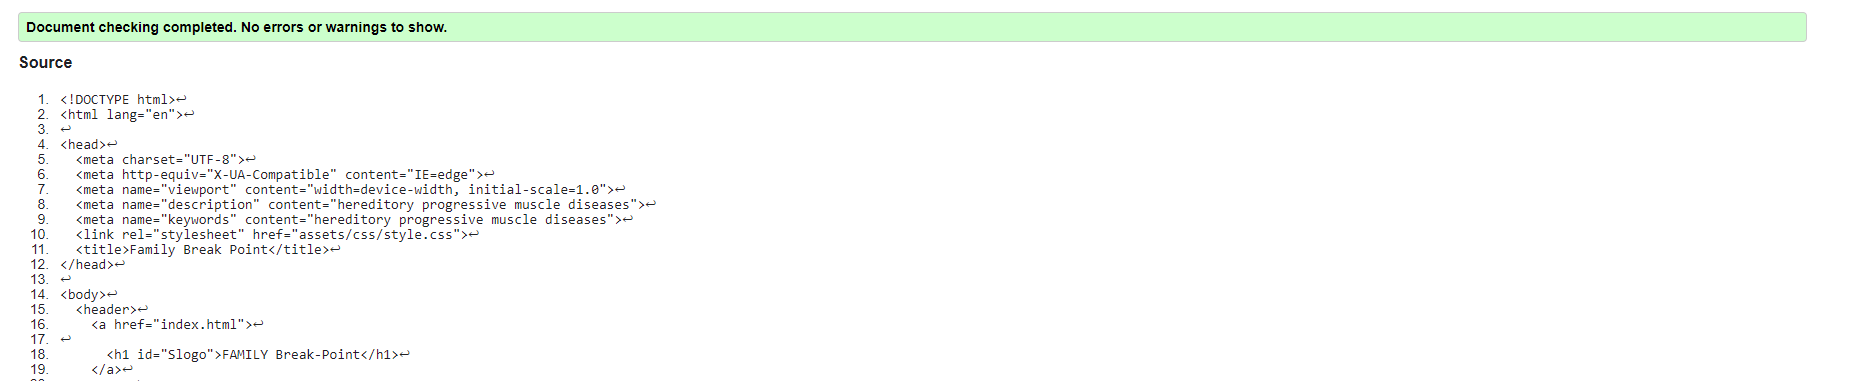 Document checking completed. No errors or warnings to show.
Source
1. <!DOCTYPE html>↩
2. <html lang="en">↩
3. ↩
4. <head>↩
5.   <meta charset="UTF-8">↩
6.   <meta http-equiv="X-UA-Compatible" content="IE=edge">↩
7.   <meta name="viewport" content="width=device-width, initial-scale=1.0">↩
8.   <meta name="description" content="hereditory progressive muscle diseases">↩
9.   <meta name="keywords" content="hereditory progressive muscle diseases">↩
10.   <link rel="stylesheet" href="assets/css/style.css">↩
11.   <title>Family Break Point</title>↩
12. </head>↩
13. ↩
14. <body>↩
15.   <header>↩
16.     <a href="index.html">↩
17. ↩
18.       <h1 id="Slogo">FAMILY Break-Point</h1>↩
19.     </a>↩